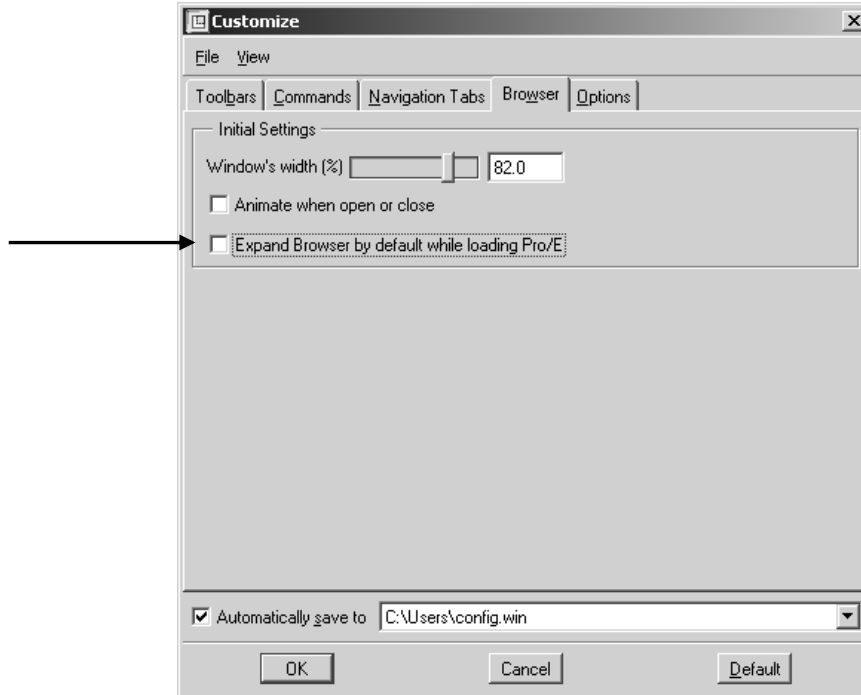 Customize
File View
Toolbars Commands Navigation Tabs Browser Options
Initial Settings
Window's width (%) 82.0
Animate when open or close
Expand Browser by default while loading Pro/E
Automatically save to C:\Users\config.win
OK Cancel Default